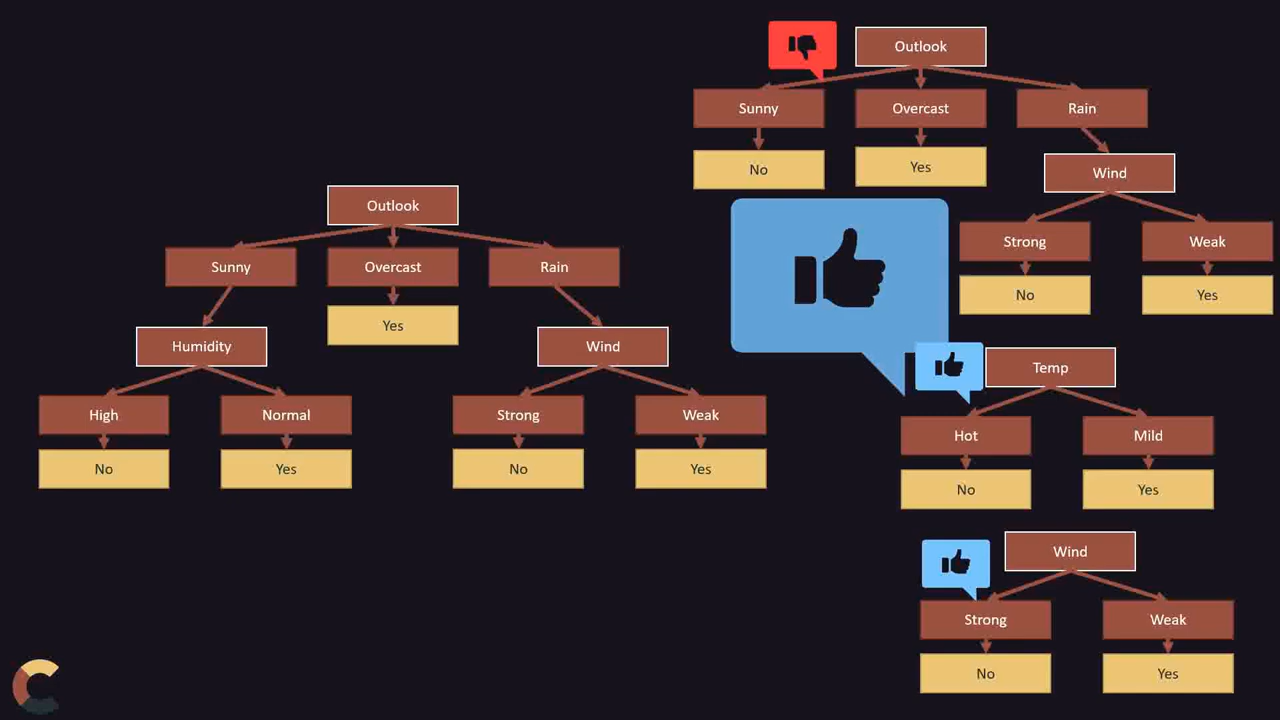 Outlook
Sunny Overcast Rain
No Yes
Wind
Strong Weak
No Yes
Outlook
Sunny Overcast Rain
Yes
Humidity Wind
High Normal Strong Weak
No Yes No Yes
Temp
Hot Mild
No Yes
Wind
Strong Weak
No Yes